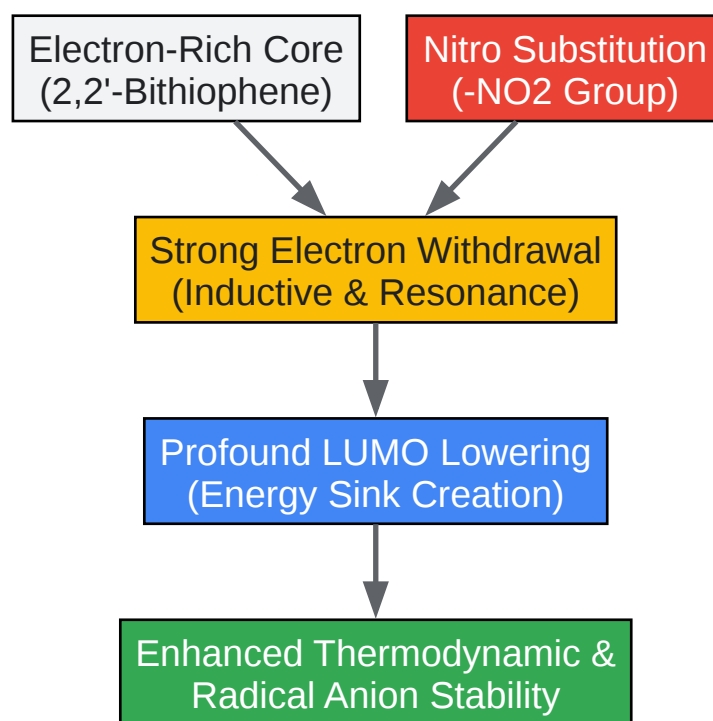 Electron-Rich Core
(2,2'-Bithiophene)
Nitro Substitution
(-NO2 Group)
Strong Electron Withdrawal
(Inductive & Resonance)
Profound LUMO Lowering
(Energy Sink Creation)
Enhanced Thermodynamic &
Radical Anion Stability